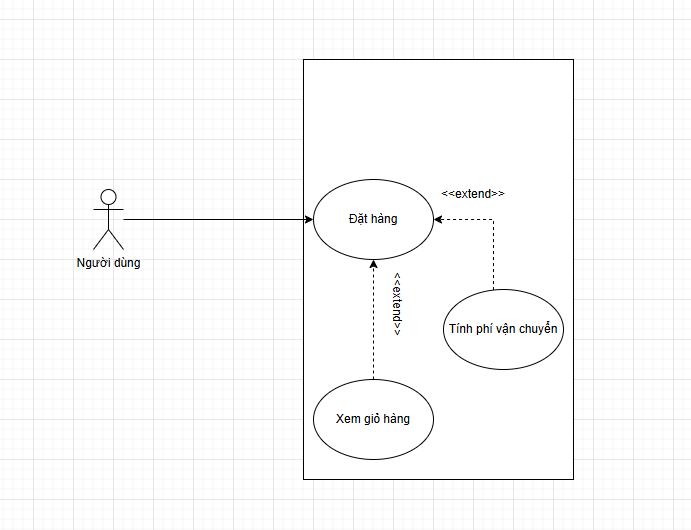 <<extend>>
Đặt hàng
Người dùng
<<extend>>
Tính phí vận chuyển
Xem giỏ hàng